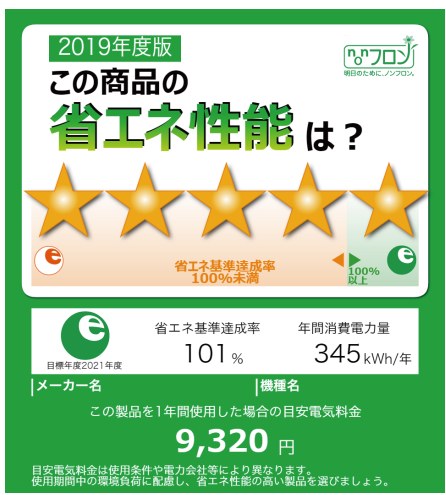 2019年度版
nonフロン
明日のために、ノンフロン。
この商品の
省エネ性能は？
省エネ基準達成率
100%未満
100%
以上
e
e
e
目標年度2021年度
省エネ基準達成率
101%
年間消費電力量
345kWh/年
メーカー名
機種名
この製品を1年間使用した場合の目安電気料金
9,320円
目安電気料金は使用条件や電力会社等により異なります。
使用期間中の環境負荷に配慮し、省エネ性能の高い製品を選びましょう。